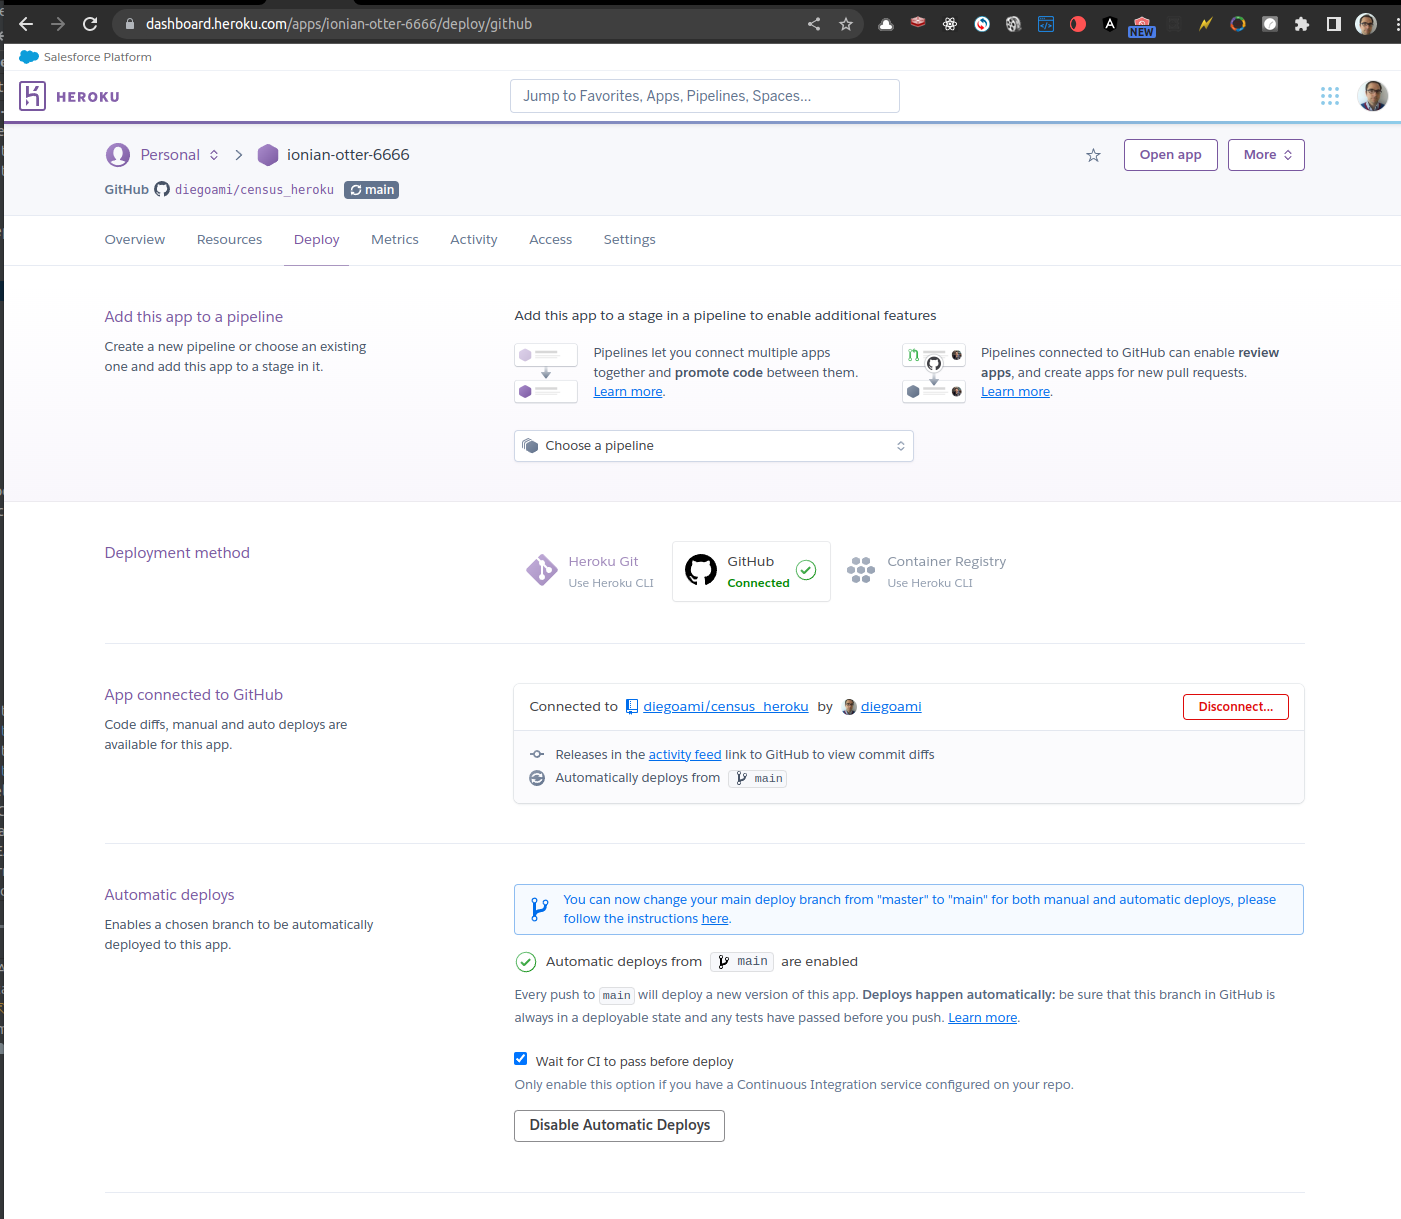 dashboard.heroku.com/apps/ionian-otter-6666/deploy/github
NEW
Salesforce Platform
HEROKU
Jump to Favorites, Apps, Pipelines, Spaces...
Personal
ionian-otter-6666
Open app
More
GitHub diegoami/census_heroku main
Overview Resources Deploy Metrics Activity Access Settings
Add this app to a pipeline
Create a new pipeline or choose an existing
one and add this app to a stage in it.
Add this app to a stage in a pipeline to enable additional features
Pipelines let you connect multiple apps
together and promote code between them.
Learn more.
Pipelines connected to GitHub can enable review
apps, and create apps for new pull requests.
Learn more.
Choose a pipeline
Deployment method
Heroku Git
Use Heroku CLI
GitHub
Connected
Container Registry
Use Heroku CLI
App connected to GitHub
Code diffs, manual and auto deploys are
available for this app.
Connected to diegoami/census_heroku by diegoami
Disconnect...
Releases in the activity feed link to GitHub to view commit diffs
Automatically deploys from main
Automatic deploys
Enables a chosen branch to be automatically
deployed to this app.
You can now change your main deploy branch from "master" to "main" for both manual and automatic deploys, please
follow the instructions here.
Automatic deploys from main are enabled
Every push to main will deploy a new version of this app. Deploys happen automatically: be sure that this branch in GitHub is
always in a deployable state and any tests have passed before you push. Learn more.
Wait for CI to pass before deploy
Only enable this option if you have a Continuous Integration service configured on your repo.
Disable Automatic Deploys